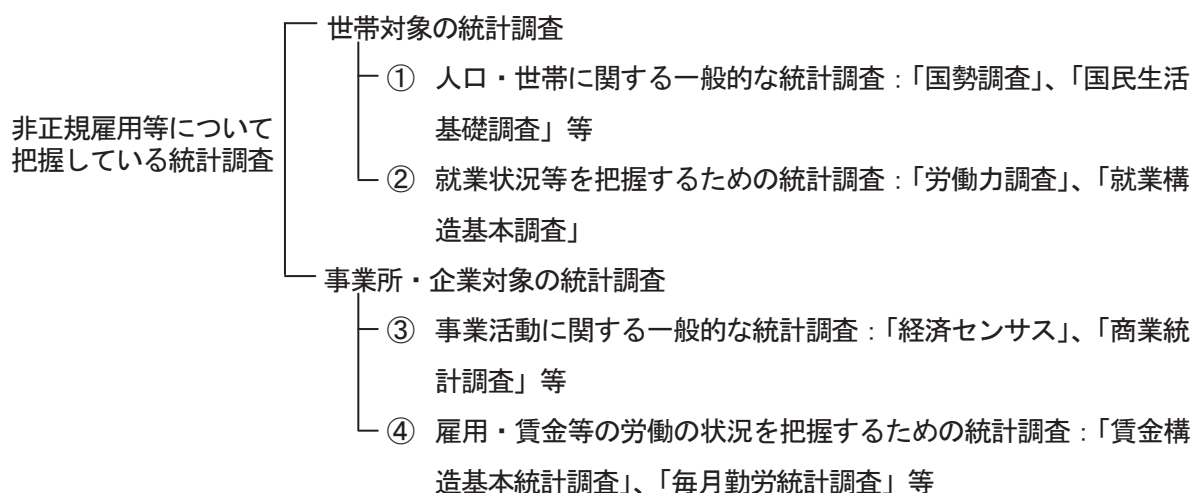 非正規雇用等について
把握している統計調査
世帯対象の統計調査
① 人口・世帯に関する一般的な統計調査：「国勢調査」、「国民生活
基礎調査」等
② 就業状況等を把握するための統計調査：「労働力調査」、「就業構
造基本調査」
事業所・企業対象の統計調査
③ 事業活動に関する一般的な統計調査：「経済センサス」、「商業統
計調査」等
④ 雇用・賃金等の労働の状況を把握するための統計調査：「賃金構
造基本統計調査」、「毎月勤労統計調査」等